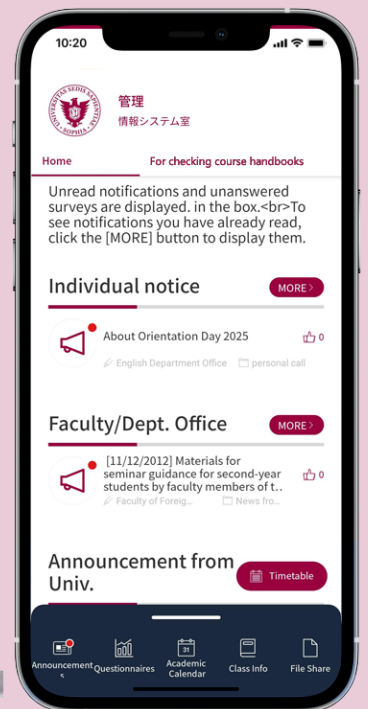 10:20
UNIVERSITAS SEDIS SAPIENTIAE
SOPHIA
管理
情報システム室
Home
For checking course handbooks
Unread notifications and unanswered
surveys are displayed. in the box.<br>To
see notifications you have already read,
click the [MORE] button to display them.
Individual notice
MORE >
About Orientation Day 2025
0
English Department Office
personal call
Faculty/Dept. Office
MORE >
[11/12/2012] Materials for
seminar guidance for second-year
students by faculty members of t..
0
Faculty of Foreig...
News fro...
Announcement from
Univ.
Timetable
31
Announcement
s
Questionnaires
Academic
Calendar
Class Info
File Share